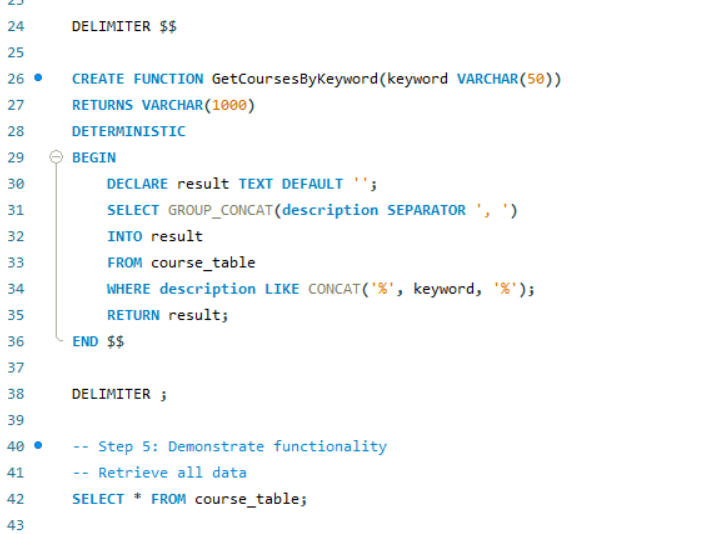 24 DELIMITER $$
25
26 CREATE FUNCTION GetCoursesByKeyword(keyword VARCHAR(50))
27 RETURNS VARCHAR(1000)
28 DETERMINISTIC
29 BEGIN
30 DECLARE result TEXT DEFAULT '';
31 SELECT GROUP_CONCAT(description SEPARATOR ', ')
32 INTO result
33 FROM course_table
34 WHERE description LIKE CONCAT('%', keyword, '%');
35 RETURN result;
36 END $$
37
38 DELIMITER ;
39
40 -- Step 5: Demonstrate functionality
41 -- Retrieve all data
42 SELECT * FROM course_table;
43